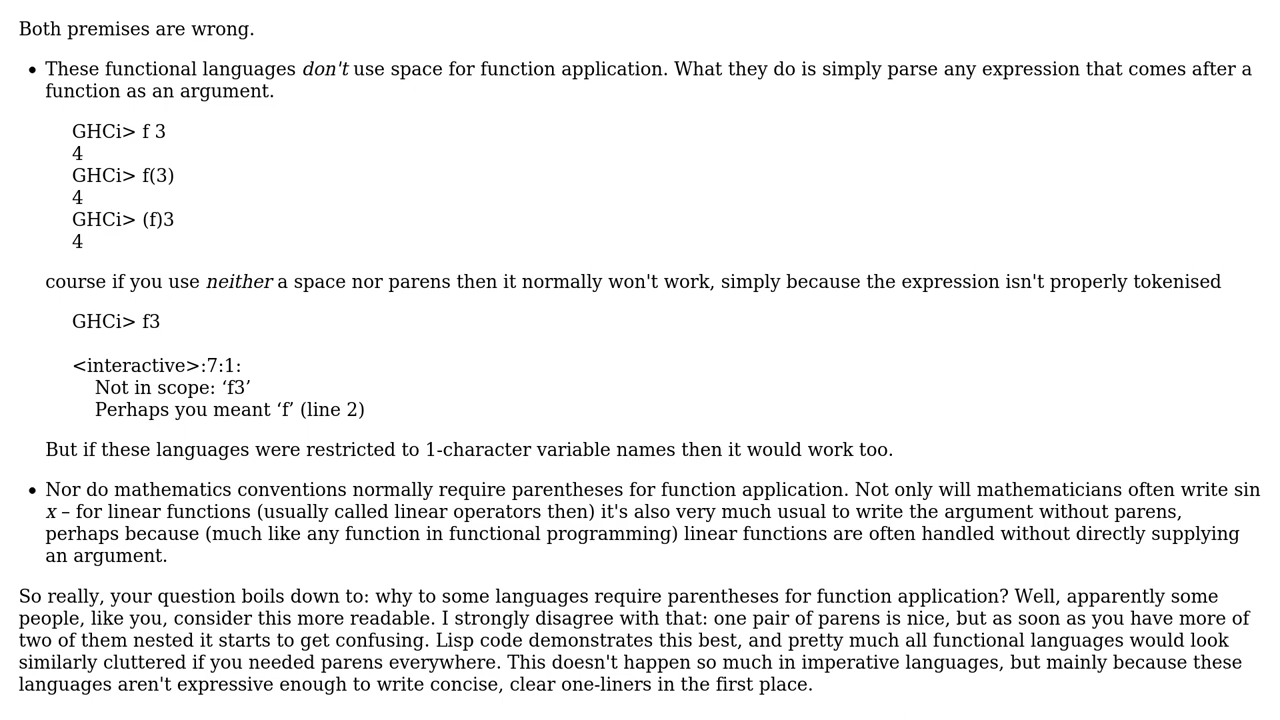 Both premises are wrong.
• These functional languages don't use space for function application. What they do is simply parse any expression that comes after a
function as an argument.
GHCi> f 3
4
GHCi> f(3)
4
GHCi> (f)3
4
course if you use neither a space nor parens then it normally won't work, simply because the expression isn't properly tokenised
GHCi> f3
<interactive>:7:1:
Not in scope: ‘f3’
Perhaps you meant ‘f’ (line 2)
But if these languages were restricted to 1-character variable names then it would work too.
• Nor do mathematics conventions normally require parentheses for function application. Not only will mathematicians often write sin
x – for linear functions (usually called linear operators then) it's also very much usual to write the argument without parens,
perhaps because (much like any function in functional programming) linear functions are often handled without directly supplying
an argument.
So really, your question boils down to: why to some languages require parentheses for function application? Well, apparently some
people, like you, consider this more readable. I strongly disagree with that: one pair of parens is nice, but as soon as you have more of
two of them nested it starts to get confusing. Lisp code demonstrates this best, and pretty much all functional languages would look
similarly cluttered if you needed parens everywhere. This doesn't happen so much in imperative languages, but mainly because these
languages aren't expressive enough to write concise, clear one-liners in the first place.